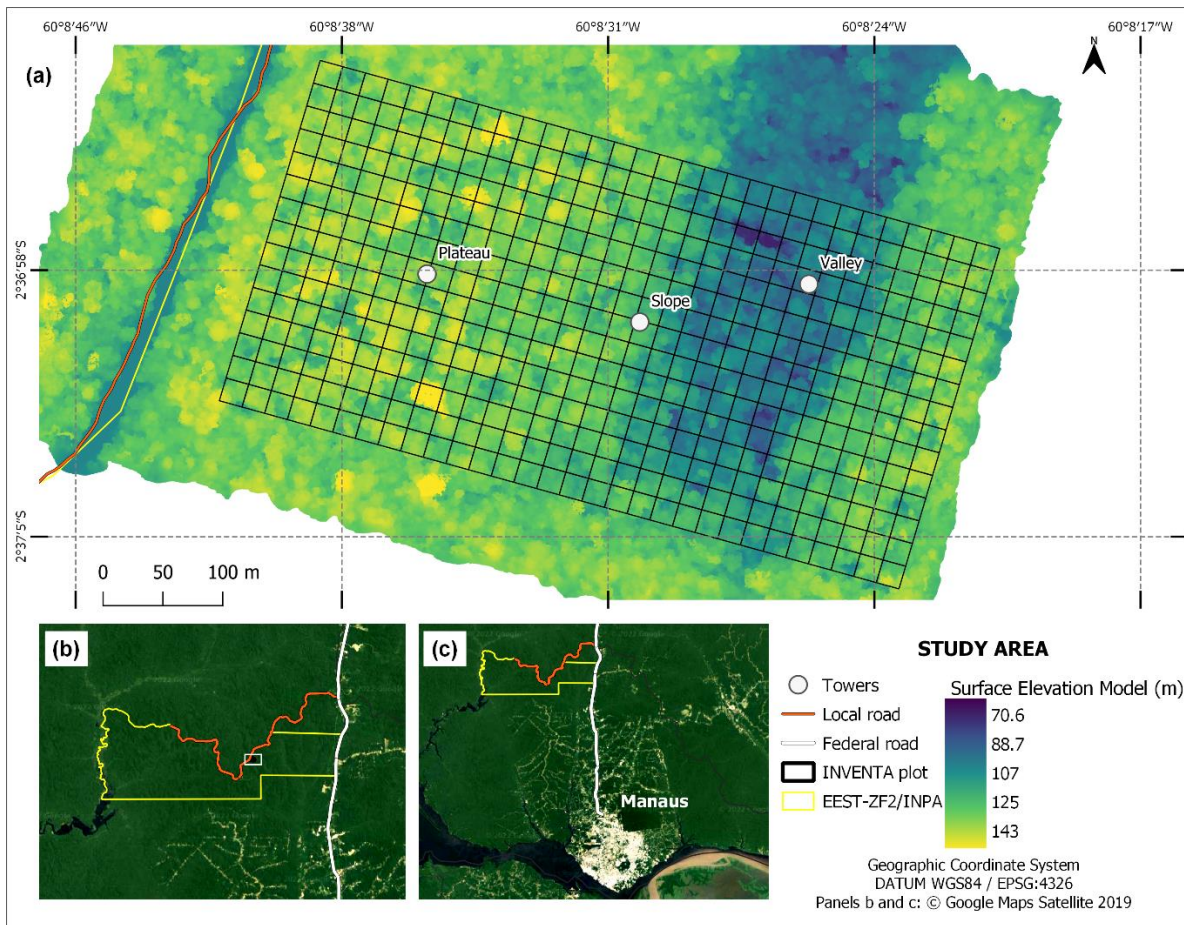 60°8′46″W 60°8′38″W 60°8′31″W 60°8′24″W 60°8′17″W
(a)
N
Plateau
Valley
Slope
2°36′58″S
2°37′5″S
0 50 100 m
(b)
(c)
Manaus
STUDY AREA
Towers
Local road
Federal road
INVENTA plot
EEST-ZF2/INPA
Surface Elevation Model (m)
70.6
88.7
107
125
143
Geographic Coordinate System
DATUM WGS84 / EPSG:4326
Panels b and c: © Google Maps Satellite 2019